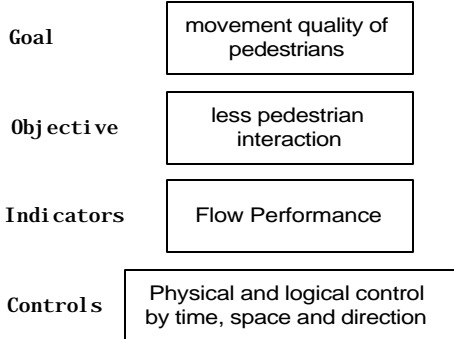 Goal
movement quality of
pedestrians
Objective
less pedestrian
interaction
Indicators
Flow Performance
Controls
Physical and logical control
by time, space and direction